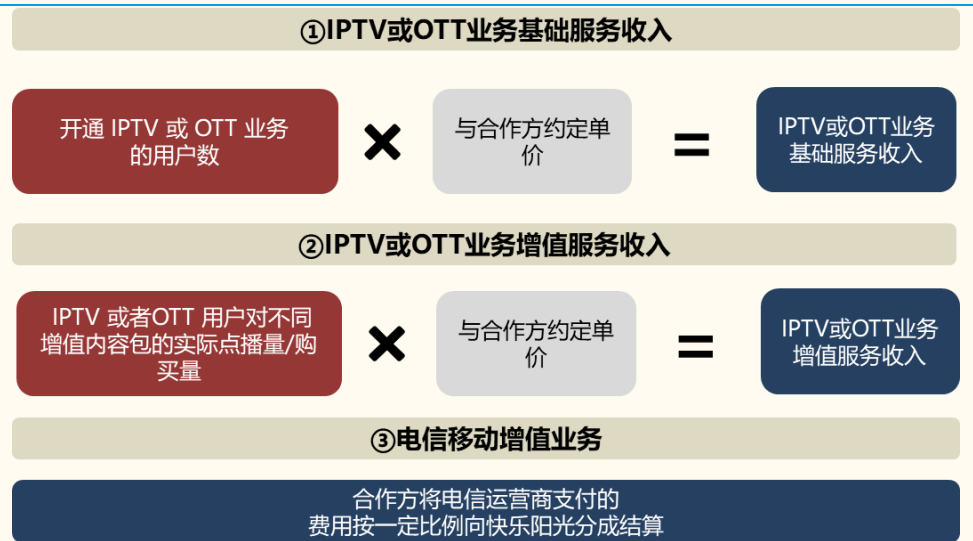 ①IPTV或OTT业务基础服务收入
开通 IPTV 或 OTT 业务
的用户数
×
与合作方约定单
价
=
IPTV或OTT业务
基础服务收入
②IPTV或OTT业务增值服务收入
IPTV 或者OTT 用户对不同
增值内容包的实际点播量/购
买量
×
与合作方约定单
价
=
IPTV或OTT业务
增值服务收入
③电信移动增值业务
合作方将电信运营商支付的
费用按一定比例向快乐阳光分成结算